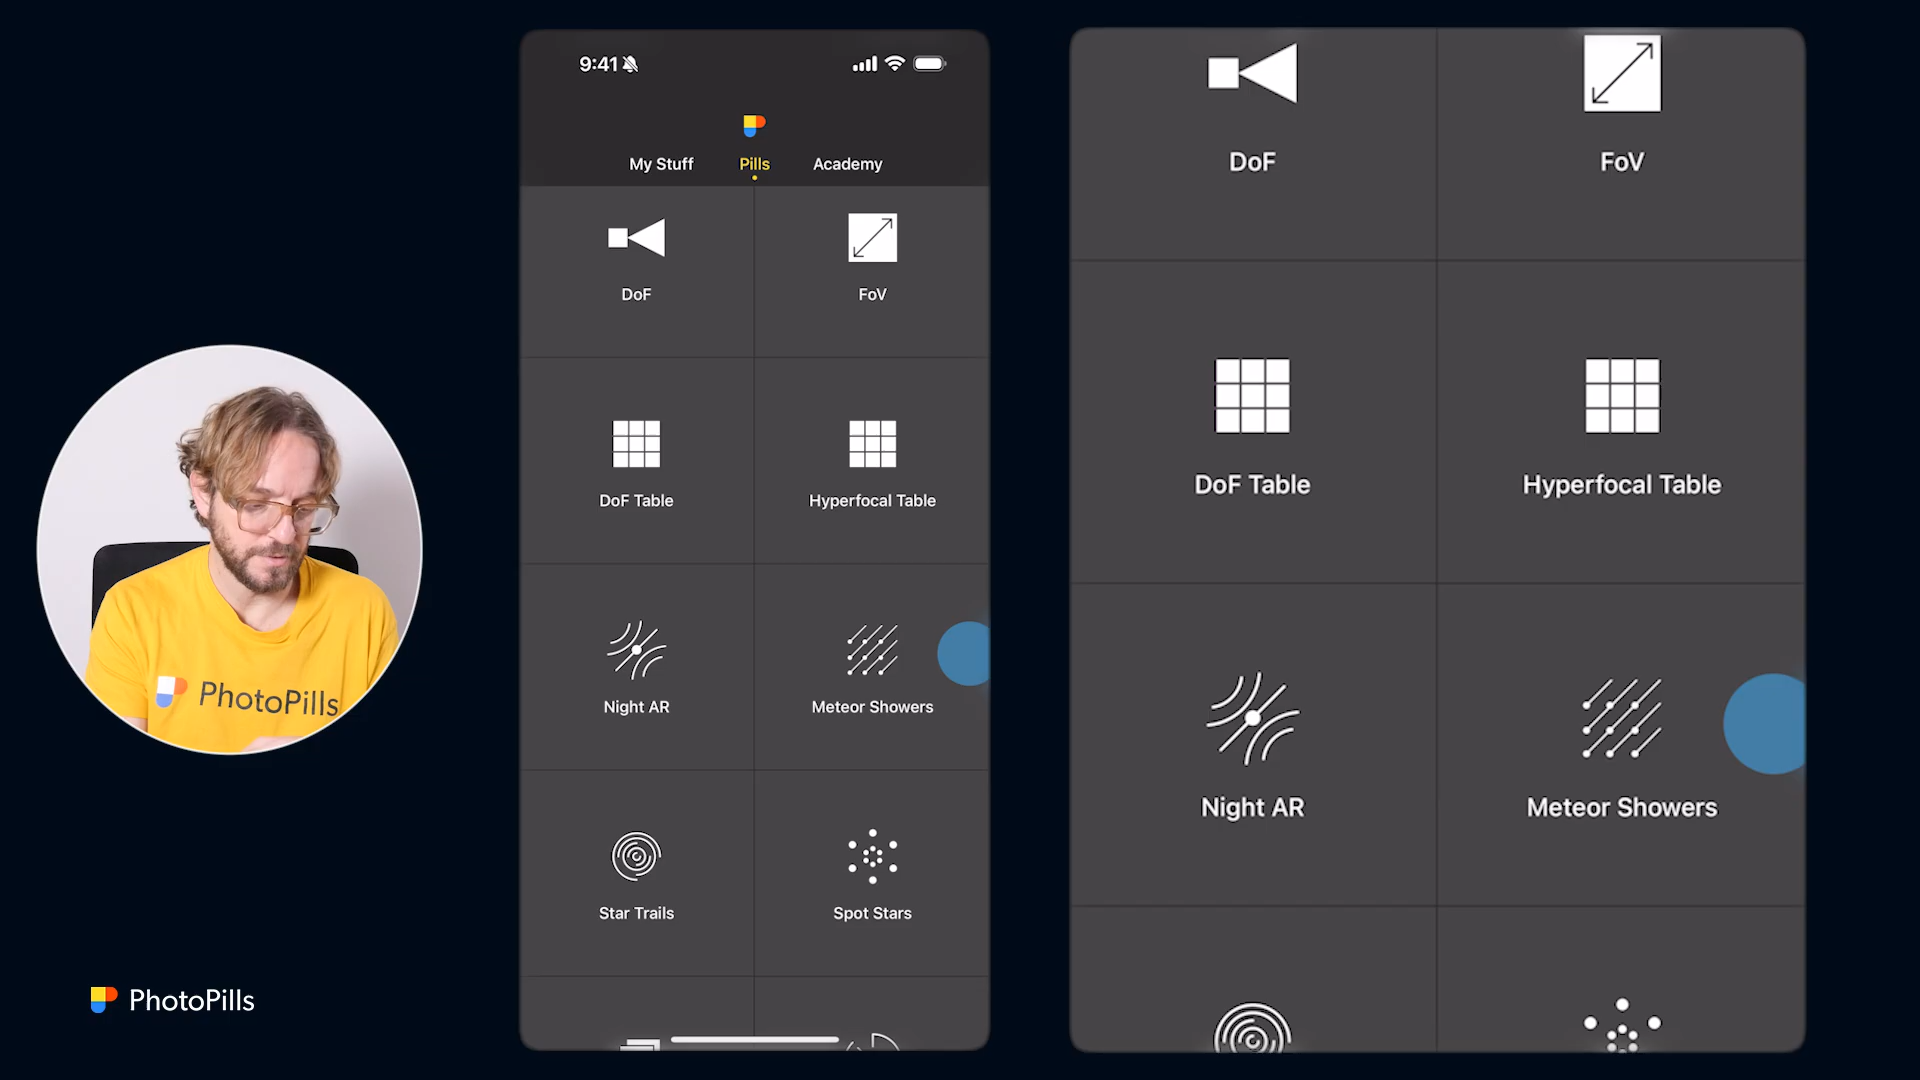 9:41
My Stuff Pills Academy
DoF FoV
DoF Table Hyperfocal Table
Night AR Meteor Showers
Star Trails Spot Stars
DoF FoV
DoF Table Hyperfocal Table
Night AR Meteor Showers
PhotoPills
PhotoPills